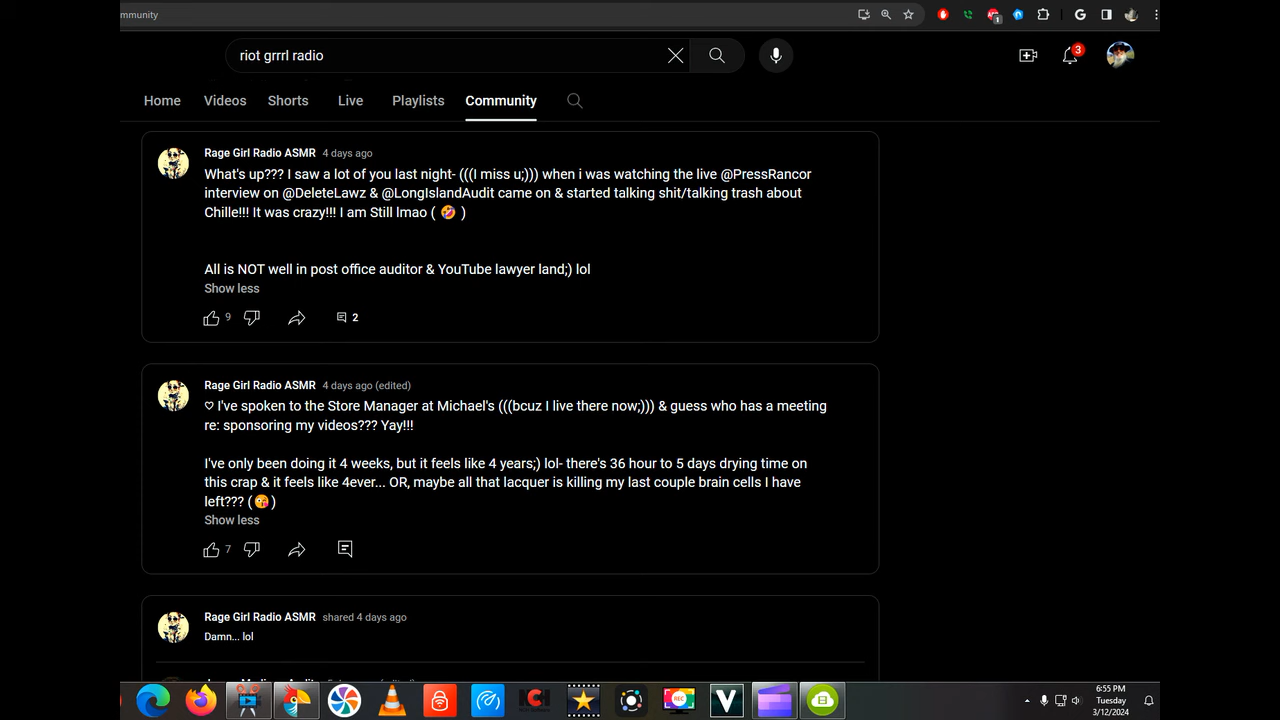 mmunity
riot grrrl radio
3
Home Videos Shorts Live Playlists Community
Rage Girl Radio ASMR 4 days ago
What's up??? I saw a lot of you last night- (((I miss u;))) when i was watching the live @PressRancor
interview on @DeleteLawz & @LongIslandAudit came on & started talking shit/talking trash about
Chille!!! It was crazy!!! I am Still lmao ( 🤣 )
All is NOT well in post office auditor & YouTube lawyer land;) lol
Show less
9 2
Rage Girl Radio ASMR 4 days ago (edited)
♡ I've spoken to the Store Manager at Michael's (((bcuz I live there now;))) & guess who has a meeting
re: sponsoring my videos??? Yay!!!
I've only been doing it 4 weeks, but it feels like 4 years;) lol- there's 36 hour to 5 days drying time on
this crap & it feels like 4ever... OR, maybe all that lacquer is killing my last couple brain cells I have
left??? (😜)
Show less
7
Rage Girl Radio ASMR shared 4 days ago
Damn... lol
REC
V
6:55 PM
Tuesday
3/12/2024